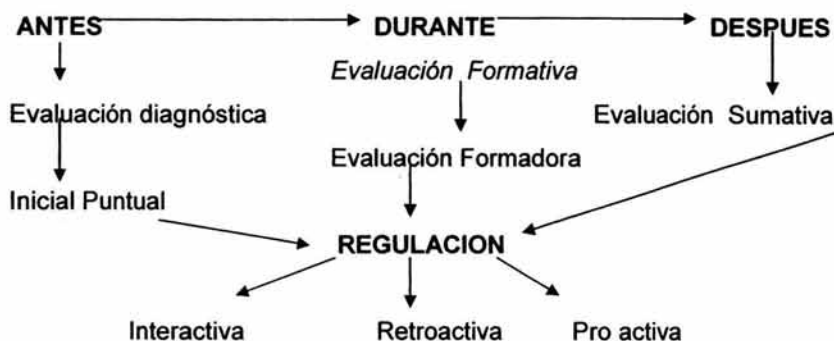 ANTES DURANTE DESPUES
Evaluación Formativa
Evaluación diagnóstica Evaluación Sumativa
Evaluación Formadora
Inicial Puntual
REGULACION
Interactiva Retroactiva Pro activa